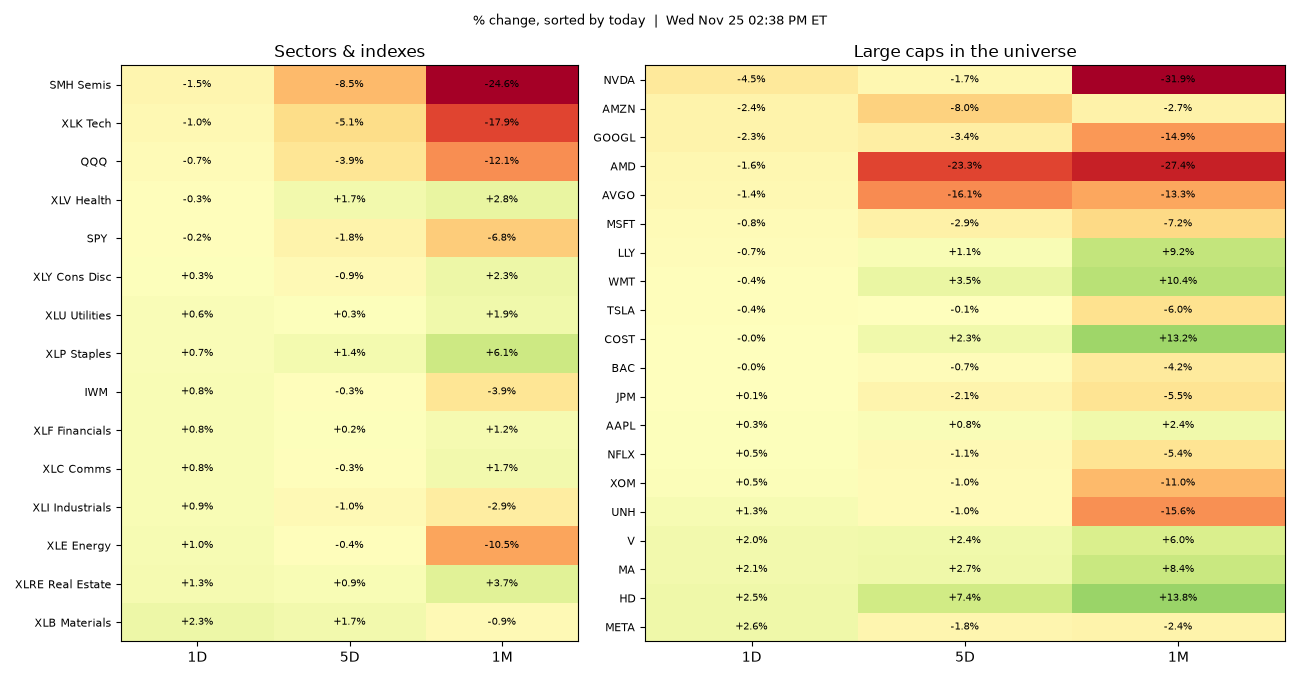 % change, sorted by today | Wed Nov 25 02:38 PM ET
Sectors & indexes
SMH Semis -1.5% -8.5% -24.6%
XLK Tech -1.0% -5.1% -17.9%
QQQ -0.7% -3.9% -12.1%
XLV Health -0.3% +1.7% +2.8%
SPY -0.2% -1.8% -6.8%
XLY Cons Disc +0.3% -0.9% +2.3%
XLU Utilities +0.6% +0.3% +1.9%
XLP Staples +0.7% +1.4% +6.1%
IWM +0.8% -0.3% -3.9%
XLF Financials +0.8% +0.2% +1.2%
XLC Comms +0.8% -0.3% +1.7%
XLI Industrials +0.9% -1.0% -2.9%
XLE Energy +1.0% -0.4% -10.5%
XLRE Real Estate +1.3% +0.9% +3.7%
XLB Materials +2.3% +1.7% -0.9%
1D 5D 1M
Large caps in the universe
NVDA -4.5% -1.7% -31.9%
AMZN -2.4% -8.0% -2.7%
GOOGL -2.3% -3.4% -14.9%
AMD -1.6% -23.3% -27.4%
AVGO -1.4% -16.1% -13.3%
MSFT -0.8% -2.9% -7.2%
LLY -0.7% +1.1% +9.2%
WMT -0.4% +3.5% +10.4%
TSLA -0.4% -0.1% -6.0%
COST -0.0% +2.3% +13.2%
BAC -0.0% -0.7% -4.2%
JPM +0.1% -2.1% -5.5%
AAPL +0.3% +0.8% +2.4%
NFLX +0.5% -1.1% -5.4%
XOM +0.5% -1.0% -11.0%
UNH +1.3% -1.0% -15.6%
V +2.0% +2.4% +6.0%
MA +2.1% +2.7% +8.4%
HD +2.5% +7.4% +13.8%
META +2.6% -1.8% -2.4%
1D 5D 1M